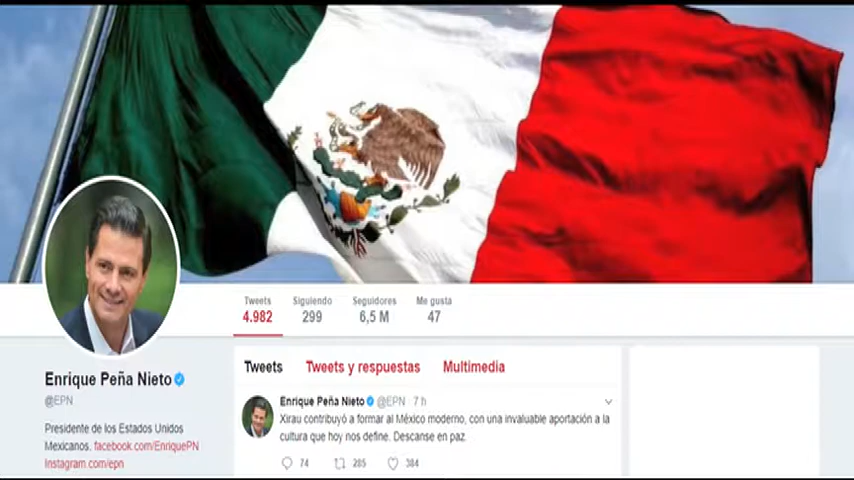 Tweets Siguiendo Seguidores Me gusta
4.982 299 6,5 M 47
Enrique Peña Nieto
@EPN
Presidente de los Estados Unidos
Mexicanos. facebook.com/EnriquePN
Instagram.com/epn
Tweets Tweets y respuestas Multimedia
Enrique Peña Nieto @EPN · 7 h
Xirau contribuyó a formar al México moderno, con una invaluable aportación a la
cultura que hoy nos define. Descanse en paz
74 285 384